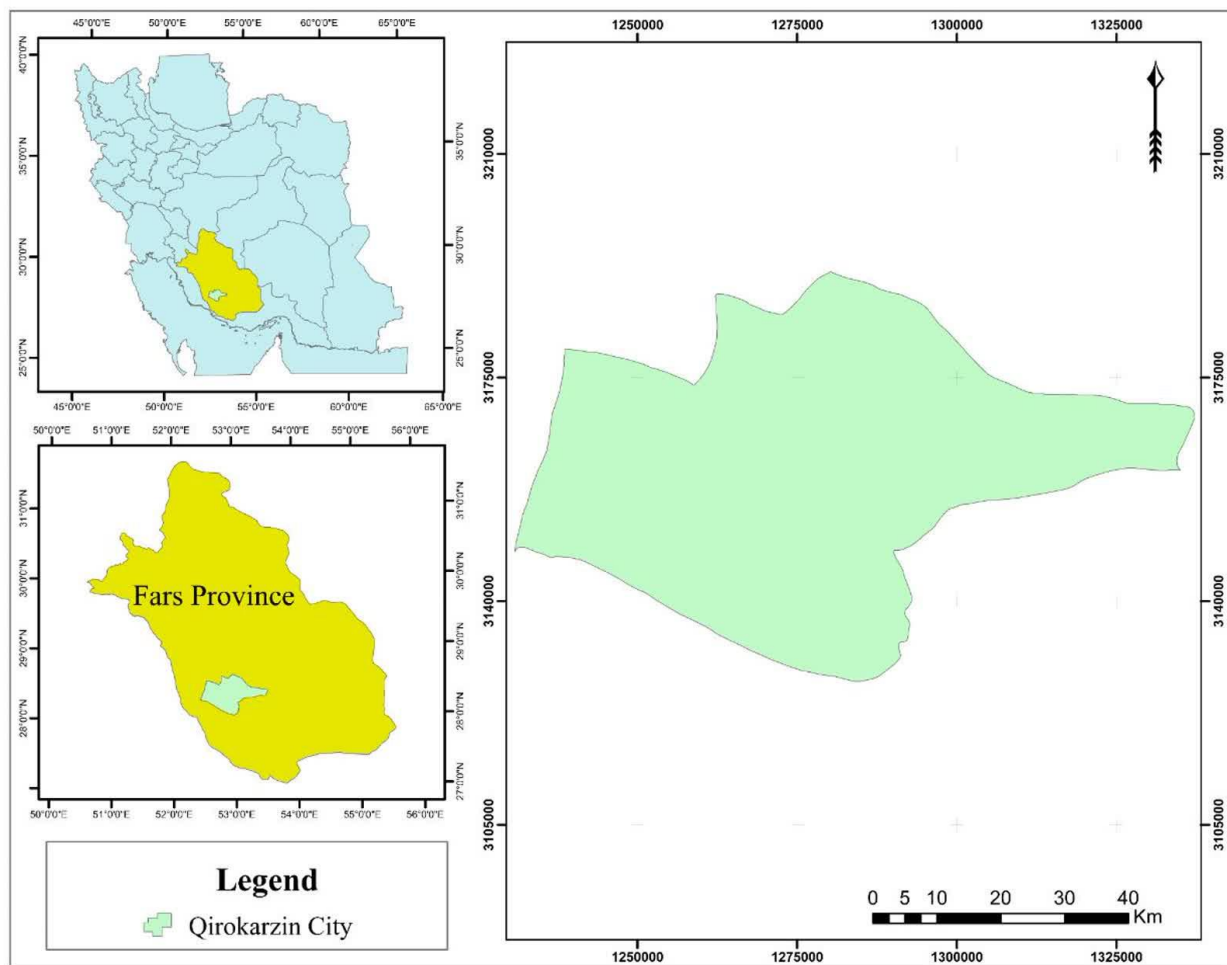 45°0'0"E 50°0'0"E 55°0'0"E 60°0'0"E 65°0'0"E
40°0'0"N
35°0'0"N 35°0'0"N
30°0'0"N 30°0'0"N
25°0'0"N 25°0'0"N
45°0'0"E 50°0'0"E 55°0'0"E 60°0'0"E 65°0'0"E
50°0'0"E 51°0'0"E 52°0'0"E 53°0'0"E 54°0'0"E 55°0'0"E 56°0'0"E
31°0'0"N 31°0'0"N
30°0'0"N 30°0'0"N
Fars Province
29°0'0"N 29°0'0"N
28°0'0"N 28°0'0"N
27°0'0"N
50°0'0"E 51°0'0"E 52°0'0"E 53°0'0"E 54°0'0"E 55°0'0"E 56°0'0"E
Legend
Qirokarzin City
1250000 1275000 1300000 1325000
3210000 3210000
3175000 3175000
3140000 3140000
3105000 3105000
0 5 10 20 30 40
Km
1250000 1275000 1300000 1325000